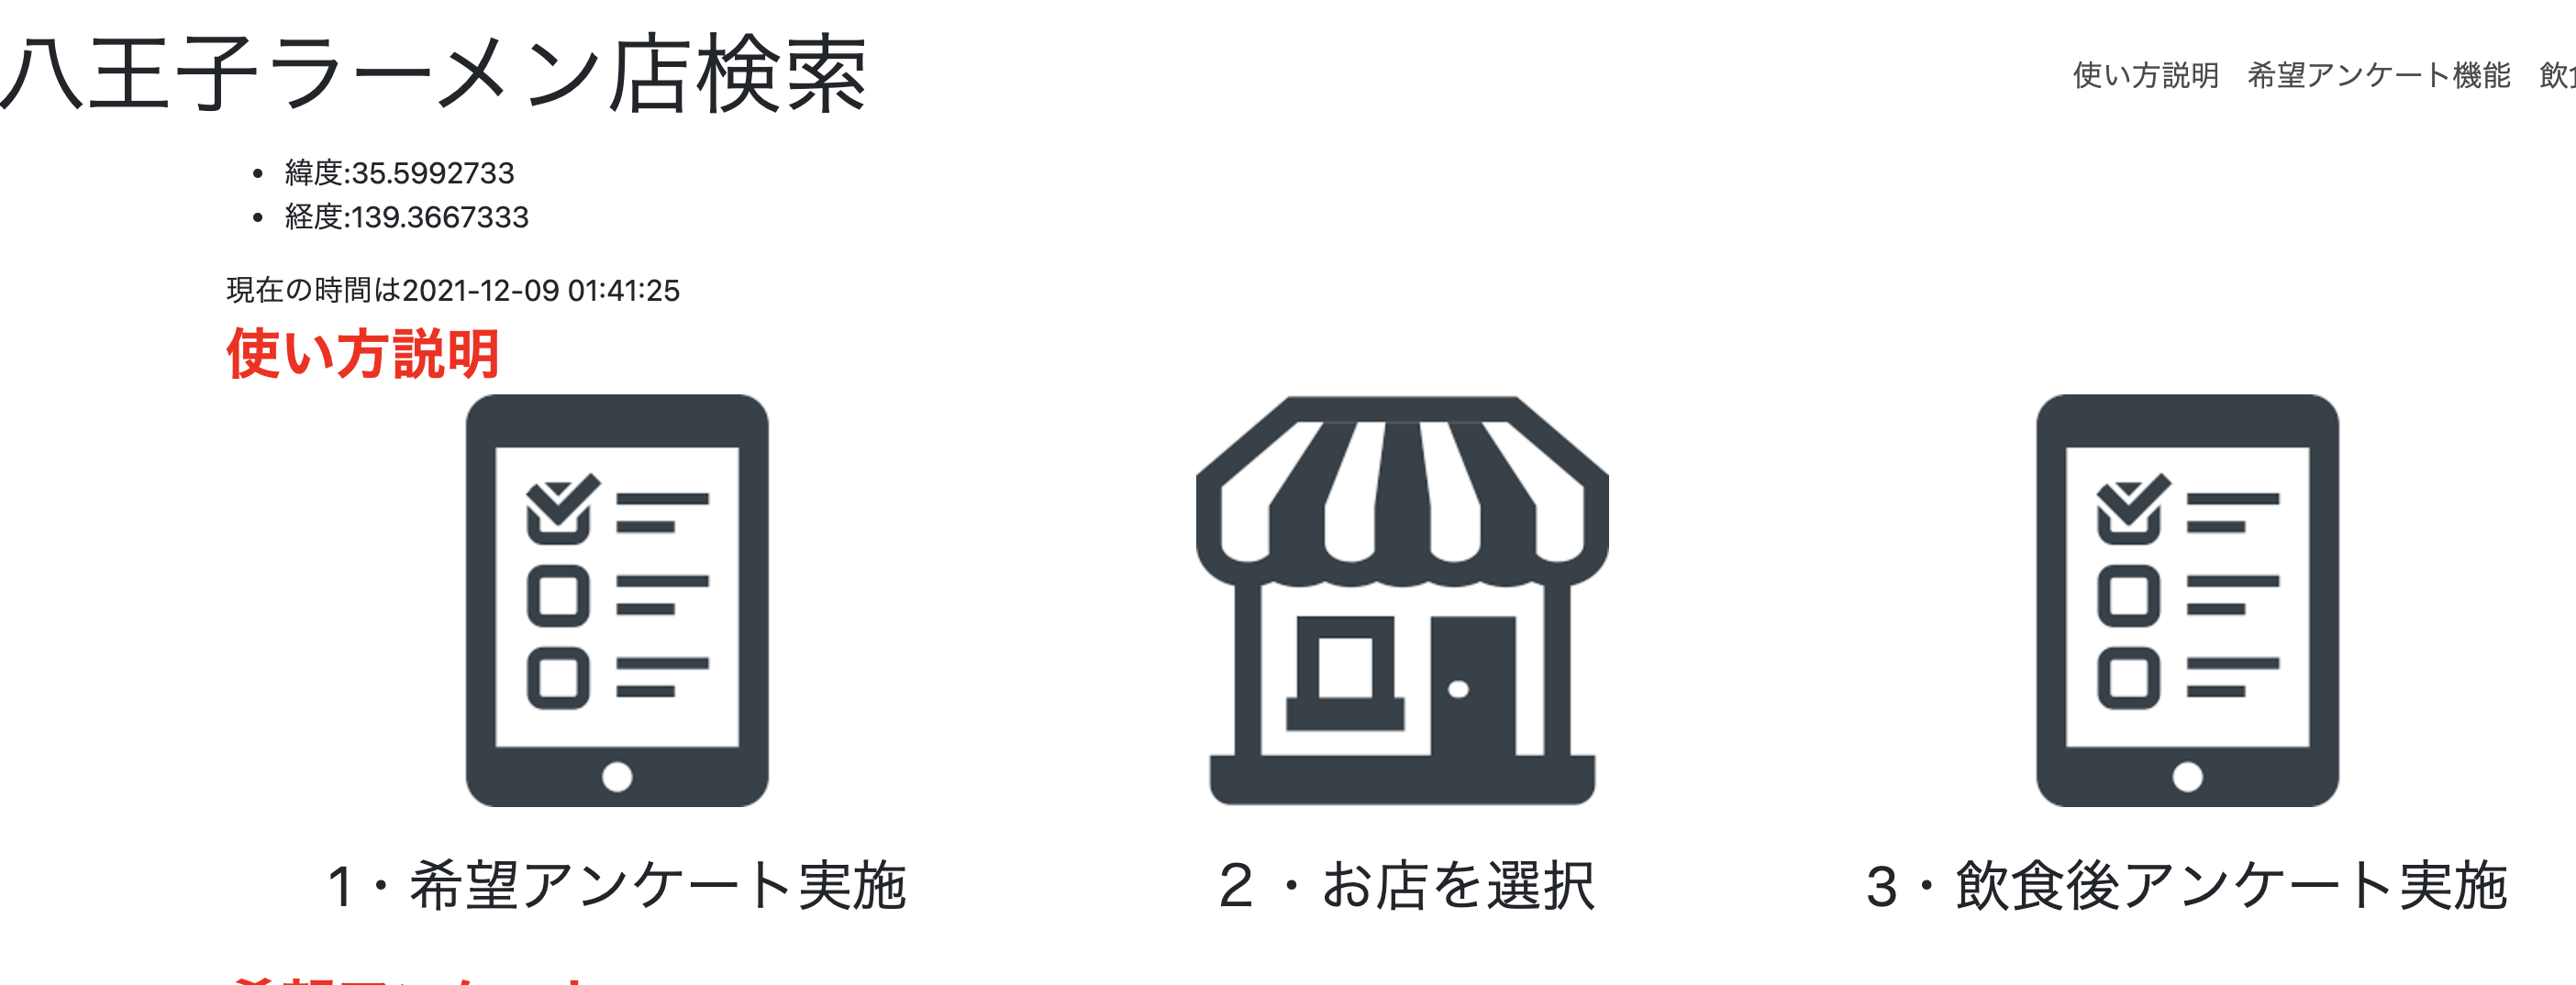 八王子ラーメン店検索
使い方説明 希望アンケート機能 飲
緯度:35.5992733
経度:139.3667333
現在の時間は2021-12-09 01:41:25
使い方説明
1・希望アンケート実施
２・お店を選択
3・飲食後アンケート実施